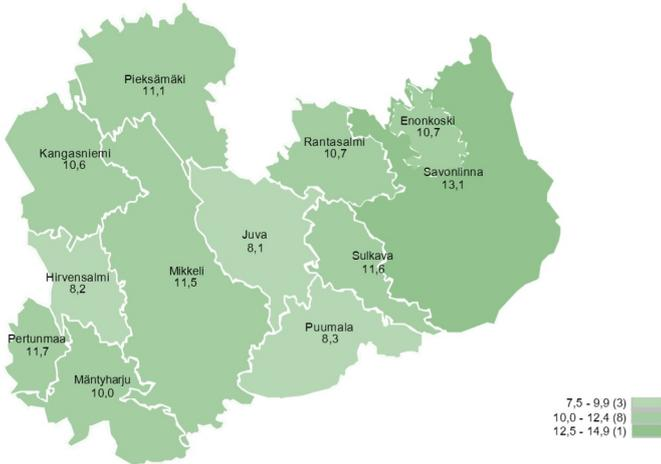 Pieksämäki
11,1
Enonkoski
10,7
Rantasalmi
10,7
Kangasniemi
10,6
Savonlinna
13,1
Juva
8,1
Sulkava
11,6
Mikkeli
11,5
Hirvensalmi
8,2
Puumala
8,3
Pertunmaa
11,7
Mäntyharju
10,0
7,5 - 9,9 (3)
10,0 - 12,4 (8)
12,5 - 14,9 (1)